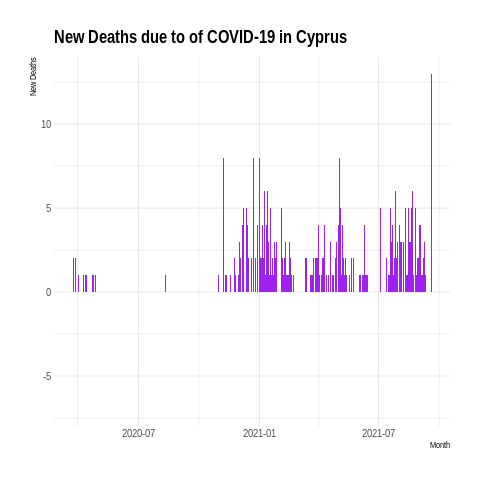 New Deaths due to of COVID-19 in Cyprus
New Deaths
10
5
0
-5
2020-07
2021-01
2021-07
Month